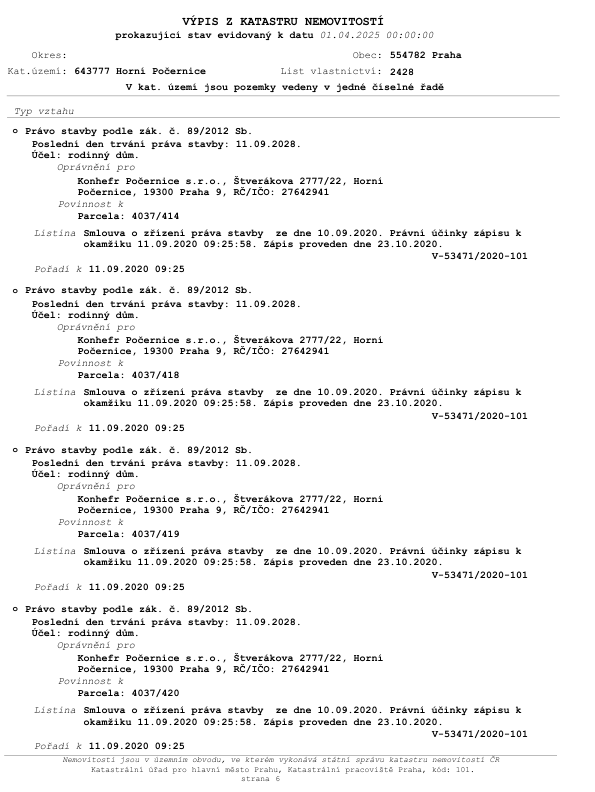 VÝPIS Z KATASTRU NEMOVITOSTÍ
prokazující stav evidovaný k datu 01.04.2025 00:00:00
Okres: Obec: 554782 Praha
Kat.území: 643777 Horní Počernice List vlastnictví: 2428
V kat. území jsou pozemky vedeny v jedné číselné řadě
Typ vztahu
o Právo stavby podle zák. č. 89/2012 Sb.
Poslední den trvání práva stavby: 11.09.2028.
Účel: rodinný dům.
Oprávnění pro
Konhefr Počernice s.r.o., Štverákova 2777/22, Horní
Počernice, 19300 Praha 9, RČ/IČO: 27642941
Povinnost k
Parcela: 4037/414
Listina Smlouva o zřízení práva stavby ze dne 10.09.2020. Právní účinky zápisu k
okamžiku 11.09.2020 09:25:58. Zápis proveden dne 23.10.2020.
V-53471/2020-101
Pořadí k 11.09.2020 09:25
o Právo stavby podle zák. č. 89/2012 Sb.
Poslední den trvání práva stavby: 11.09.2028.
Účel: rodinný dům.
Oprávnění pro
Konhefr Počernice s.r.o., Štverákova 2777/22, Horní
Počernice, 19300 Praha 9, RČ/IČO: 27642941
Povinnost k
Parcela: 4037/418
Listina Smlouva o zřízení práva stavby ze dne 10.09.2020. Právní účinky zápisu k
okamžiku 11.09.2020 09:25:58. Zápis proveden dne 23.10.2020.
V-53471/2020-101
Pořadí k 11.09.2020 09:25
o Právo stavby podle zák. č. 89/2012 Sb.
Poslední den trvání práva stavby: 11.09.2028.
Účel: rodinný dům.
Oprávnění pro
Konhefr Počernice s.r.o., Štverákova 2777/22, Horní
Počernice, 19300 Praha 9, RČ/IČO: 27642941
Povinnost k
Parcela: 4037/419
Listina Smlouva o zřízení práva stavby ze dne 10.09.2020. Právní účinky zápisu k
okamžiku 11.09.2020 09:25:58. Zápis proveden dne 23.10.2020.
V-53471/2020-101
Pořadí k 11.09.2020 09:25
o Právo stavby podle zák. č. 89/2012 Sb.
Poslední den trvání práva stavby: 11.09.2028.
Účel: rodinný dům.
Oprávnění pro
Konhefr Počernice s.r.o., Štverákova 2777/22, Horní
Počernice, 19300 Praha 9, RČ/IČO: 27642941
Povinnost k
Parcela: 4037/420
Listina Smlouva o zřízení práva stavby ze dne 10.09.2020. Právní účinky zápisu k
okamžiku 11.09.2020 09:25:58. Zápis proveden dne 23.10.2020.
V-53471/2020-101
Pořadí k 11.09.2020 09:25
Nemovitosti jsou v územním obvodu, ve kterém vykonává státní správu katastru nemovitostí ČR
Katastrální úřad pro hlavní město Prahu, Katastrální pracoviště Praha, kód: 101.
strana 6